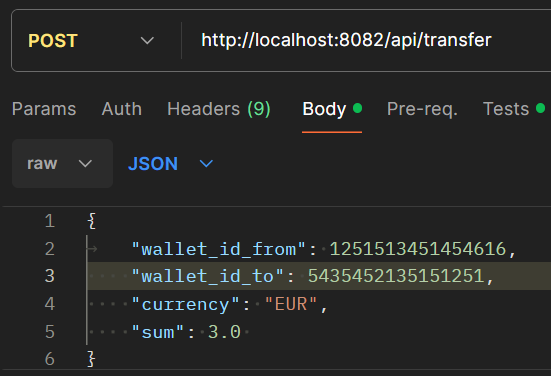 POST http://localhost:8082/api/transfer
Params Auth Headers (9) Body Pre-req. Tests
raw JSON
1 {
2 "wallet_id_from": 1251513451454616,
3 "wallet_id_to": 5435452135151251,
4 "currency": "EUR",
5 "sum": 3.0
6 }